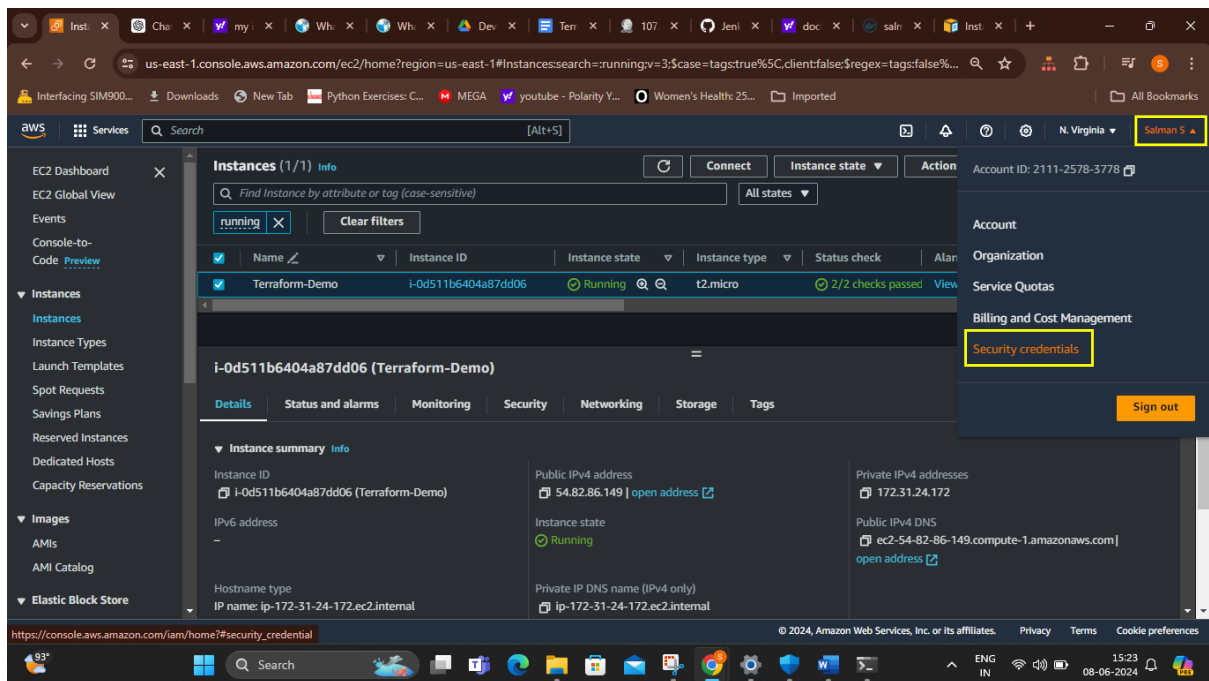 Inst
Cha
my i
Wh
Wh
Dev
Terr
107.
Jenl
doc
saln
Inst
us-east-1.console.aws.amazon.com/ec2/home?region=us-east-1#Instances:search=:running;v=3;$case=tags:true%5C,client:false;$regex=tags:false%...
Interfacing SIM900...
Downloads
New Tab
Python Exercises: C...
MEGA
youtube - Polarity Y...
Women's Health: 25...
Imported
All Bookmarks
aws
Services
Search
[Alt+S]
N. Virginia
Salman S
EC2 Dashboard
EC2 Global View
Events
Console-to-
Code Preview
Instances
Instances
Instance Types
Launch Templates
Spot Requests
Savings Plans
Reserved Instances
Dedicated Hosts
Capacity Reservations
Images
AMIs
AMI Catalog
Elastic Block Store
Instances (1/1) Info
Connect
Instance state
Action
Find Instance by attribute or tag (case-sensitive)
All states
running
Clear filters
Name
Instance ID
Instance state
Instance type
Status check
Alar
Terraform-Demo
i-0d511b6404a87dd06
Running
t2.micro
2/2 checks passed
View
Account ID: 2111-2578-3778
Account
Organization
Service Quotas
Billing and Cost Management
Security credentials
Sign out
i-0d511b6404a87dd06 (Terraform-Demo)
Details
Status and alarms
Monitoring
Security
Networking
Storage
Tags
Instance summary Info
Instance ID
i-0d511b6404a87dd06 (Terraform-Demo)
Public IPv4 address
54.82.86.149 | open address
Private IPv4 addresses
172.31.24.172
IPv6 address
–
Instance state
Running
Public IPv4 DNS
ec2-54-82-86-149.compute-1.amazonaws.com |
open address
Hostname type
IP name: ip-172-31-24-172.ec2.internal
Private IP DNS name (IPv4 only)
ip-172-31-24-172.ec2.internal
https://console.aws.amazon.com/iam/home?#security_credential
© 2024, Amazon Web Services, Inc. or its affiliates.
Privacy
Terms
Cookie preferences
93°
Search
ENG
IN
15:23
08-06-2024